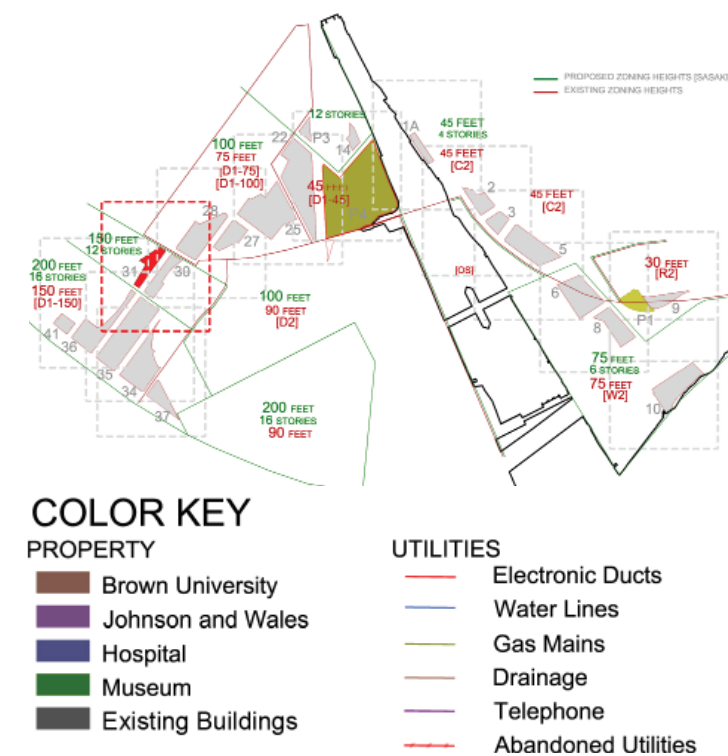 PROPOSED ZONING HEIGHTS [SASAKI
EXISTING ZONING HEIGHTS
12 STORIES
22
P3
14
1A
45 FEET
4 STORIES
45 FEET
[C2]
100 FEET
75 FEET
[D1-75]
[D1-100]
45 FEET
[D1-45]
P4
2
3
45 FEET
[C2]
28
27
25
5
150 FEET
12 STORIES
31
30
200 FEET
16 STORIES
150 FEET
[D1-150]
[OS]
30 FEET
[R2]
6
8
P1
9
100 FEET
90 FEET
[D2]
41
36
35
34
37
75 FEET
6 STORIES
75 FEET
[W2]
10
200 FEET
16 STORIES
90 FEET
COLOR KEY
PROPERTY
Brown University
Johnson and Wales
Hospital
Museum
Existing Buildings
UTILITIES
Electronic Ducts
Water Lines
Gas Mains
Drainage
Telephone
Abandoned Utilities